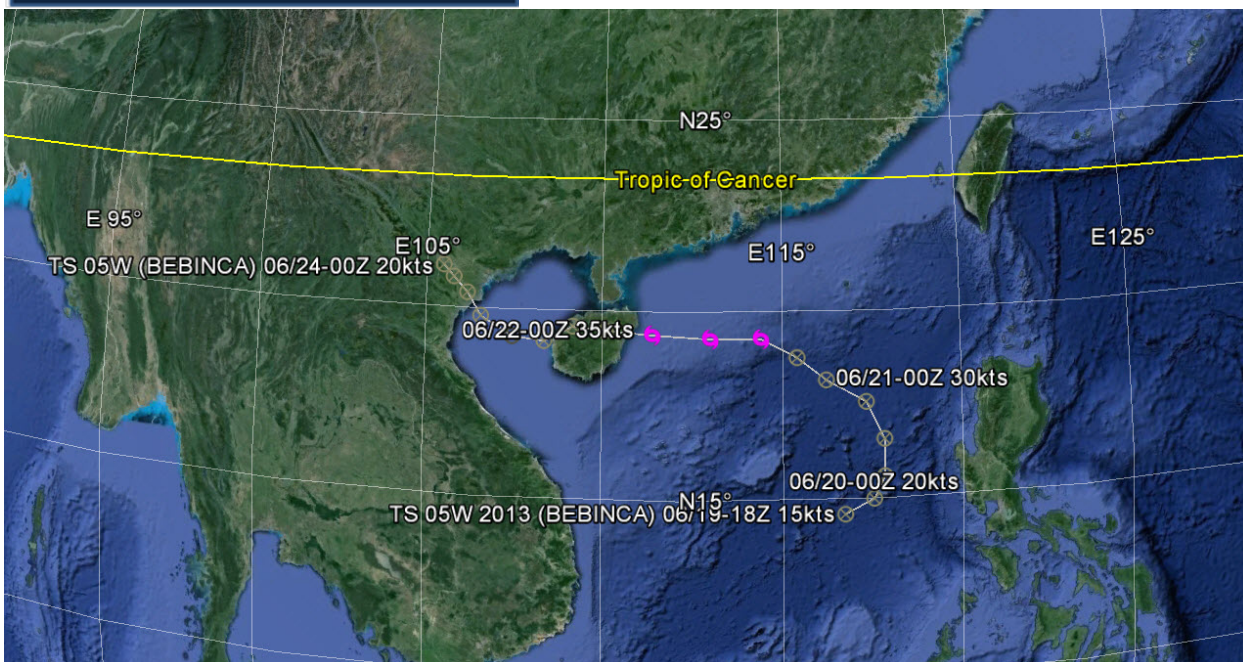 N25°
Tropic of Cancer
E 95°
E105°
E115°
E125°
TS 05W (BEBINCA) 06/24-00Z 20kts
06/22-00Z 35kts
06/21-00Z 30kts
06/20-00Z 20kts
N15°
TS 05W 2013 (BEBINCA) 06/19-18Z 15kts